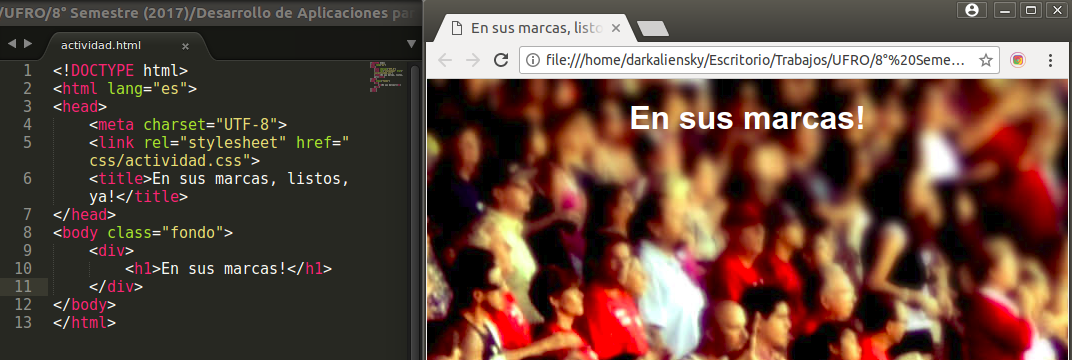 /UFRO/8° Semestre (2017)/Desarrollo de Aplicaciones par
actividad.html
1 <!DOCTYPE html>
2 <html lang="es">
3 <head>
4 <meta charset="UTF-8">
5 <link rel="stylesheet" href="
css/actividad.css">
6 <title>En sus marcas, listos,
ya!</title>
7 </head>
8 <body class="fondo">
9 <div>
10 <h1>En sus marcas!</h1>
11 </div>
12 </body>
13 </html>
En sus marcas, listo
file:///home/darkaliensky/Escritorio/Trabajos/UFRO/8°%20Seme...
En sus marcas!